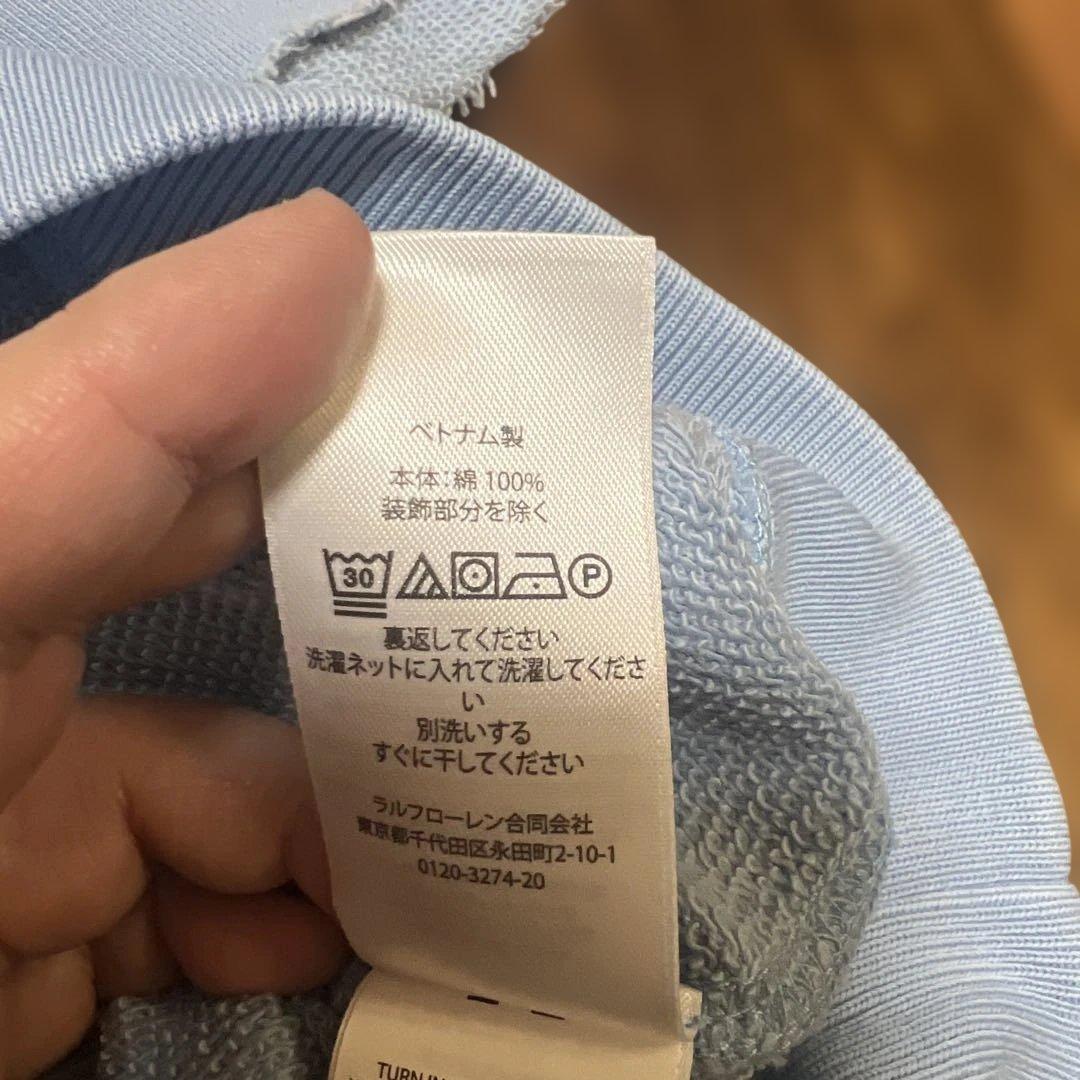 ベトナム製
本体:綿 100%
装飾部分を除く
30 P
裏返してください
洗濯ネットに入れて洗濯してくださ
い
別洗いする
すぐに干してください
ラルフローレン合同会社
東京都千代田区永田町2-10-1
0120-3274-20
TURN